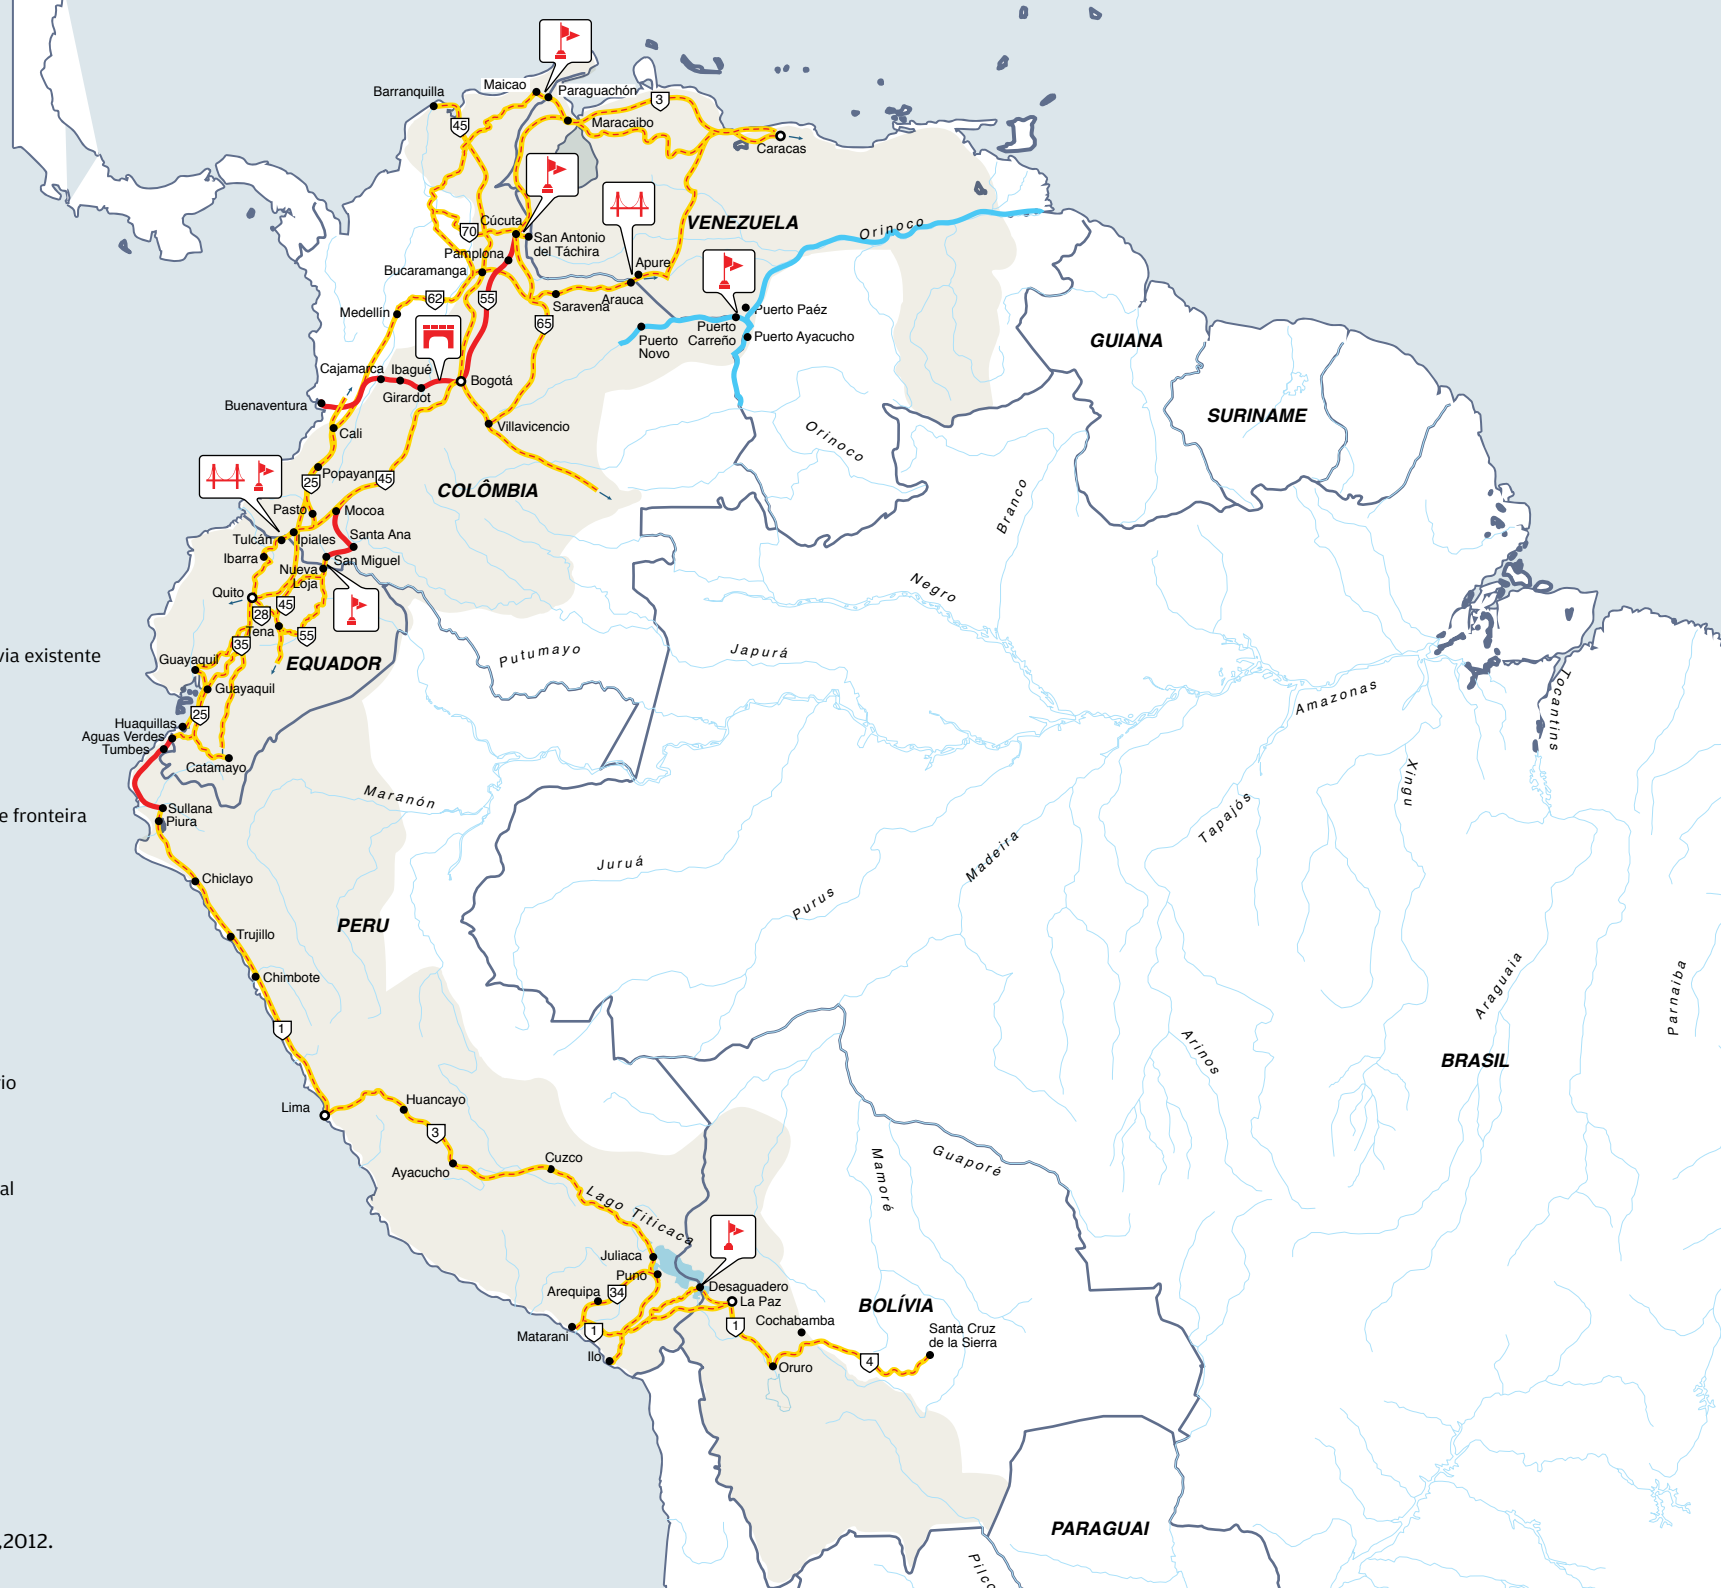 Barranquilla
Maicao
Paraguachón
3
45
Maracaibo
Caracas
VENEZUELA
Orinoco
Cúcuta
70
San Antonio
del Táchira
Pamplona
Bucaramanga
Apure
Arauca
Saravena
62
55
65
Medellín
Puerto Paéz
Puerto
Carreño
Puerto Ayacucho
Puerto
Novo
GUIANA
SURINAME
Cajamarca
Ibagué
Girardot
Bogotá
Buenaventura
Cali
Villavicencio
Orinoco
Popayan
25
45
COLÔMBIA
Branco
Pasto
Mocoa
Tulcán
Ipiales
Santa Ana
Ibarra
San Miguel
Nueva
Loja
Negro
Quito
45
28
Tena
55
35
Putumayo
Japurá
via existente
Guayaquil
EQUADOR
Guayaquil
25
Amazonas
Tocantins
Huaquillas
Aguas Verdes
Tumbes
Catamayo
Xingu
Maranón
Sullana
Piura
e fronteira
Tapajós
Madeira
Juruá
Chiclayo
Purus
PERU
Trujillo
Chimbote
Araguaia
Parnaiba
1
Arinos
BRASIL
io
Lima
Huancayo
3
Ayacucho
Cuzco
Mamoré
Guaporé
al
Lago Titicaca
Juliaca
Puno
Desaguadero
La Paz
Arequipa
34
BOLÍVIA
Matarani
1
1
Cochabamba
Santa Cruz
de la Sierra
Ilo
Oruro
4
PARAGUAI
,2012.
Pilco